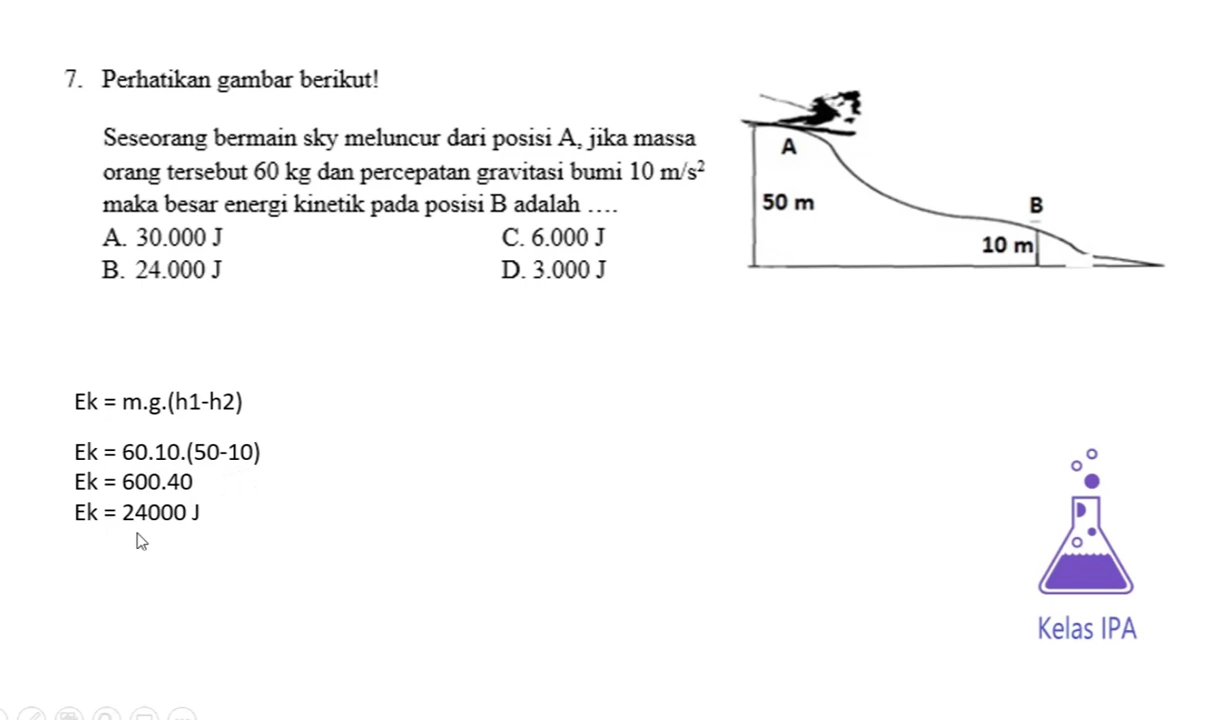 7. Perhatikan gambar berikut!
Seseorang bermain sky meluncur dari posisi A, jika massa
orang tersebut 60 kg dan percepatan gravitasi bumi 10 m/s²
maka besar energi kinetik pada posisi B adalah ….
A. 30.000 J C. 6.000 J
B. 24.000 J D. 3.000 J
A
50 m
B
10 m
Ek = m.g.(h1-h2)
Ek = 60.10.(50-10)
Ek = 600.40
Ek = 24000 J
Kelas IPA